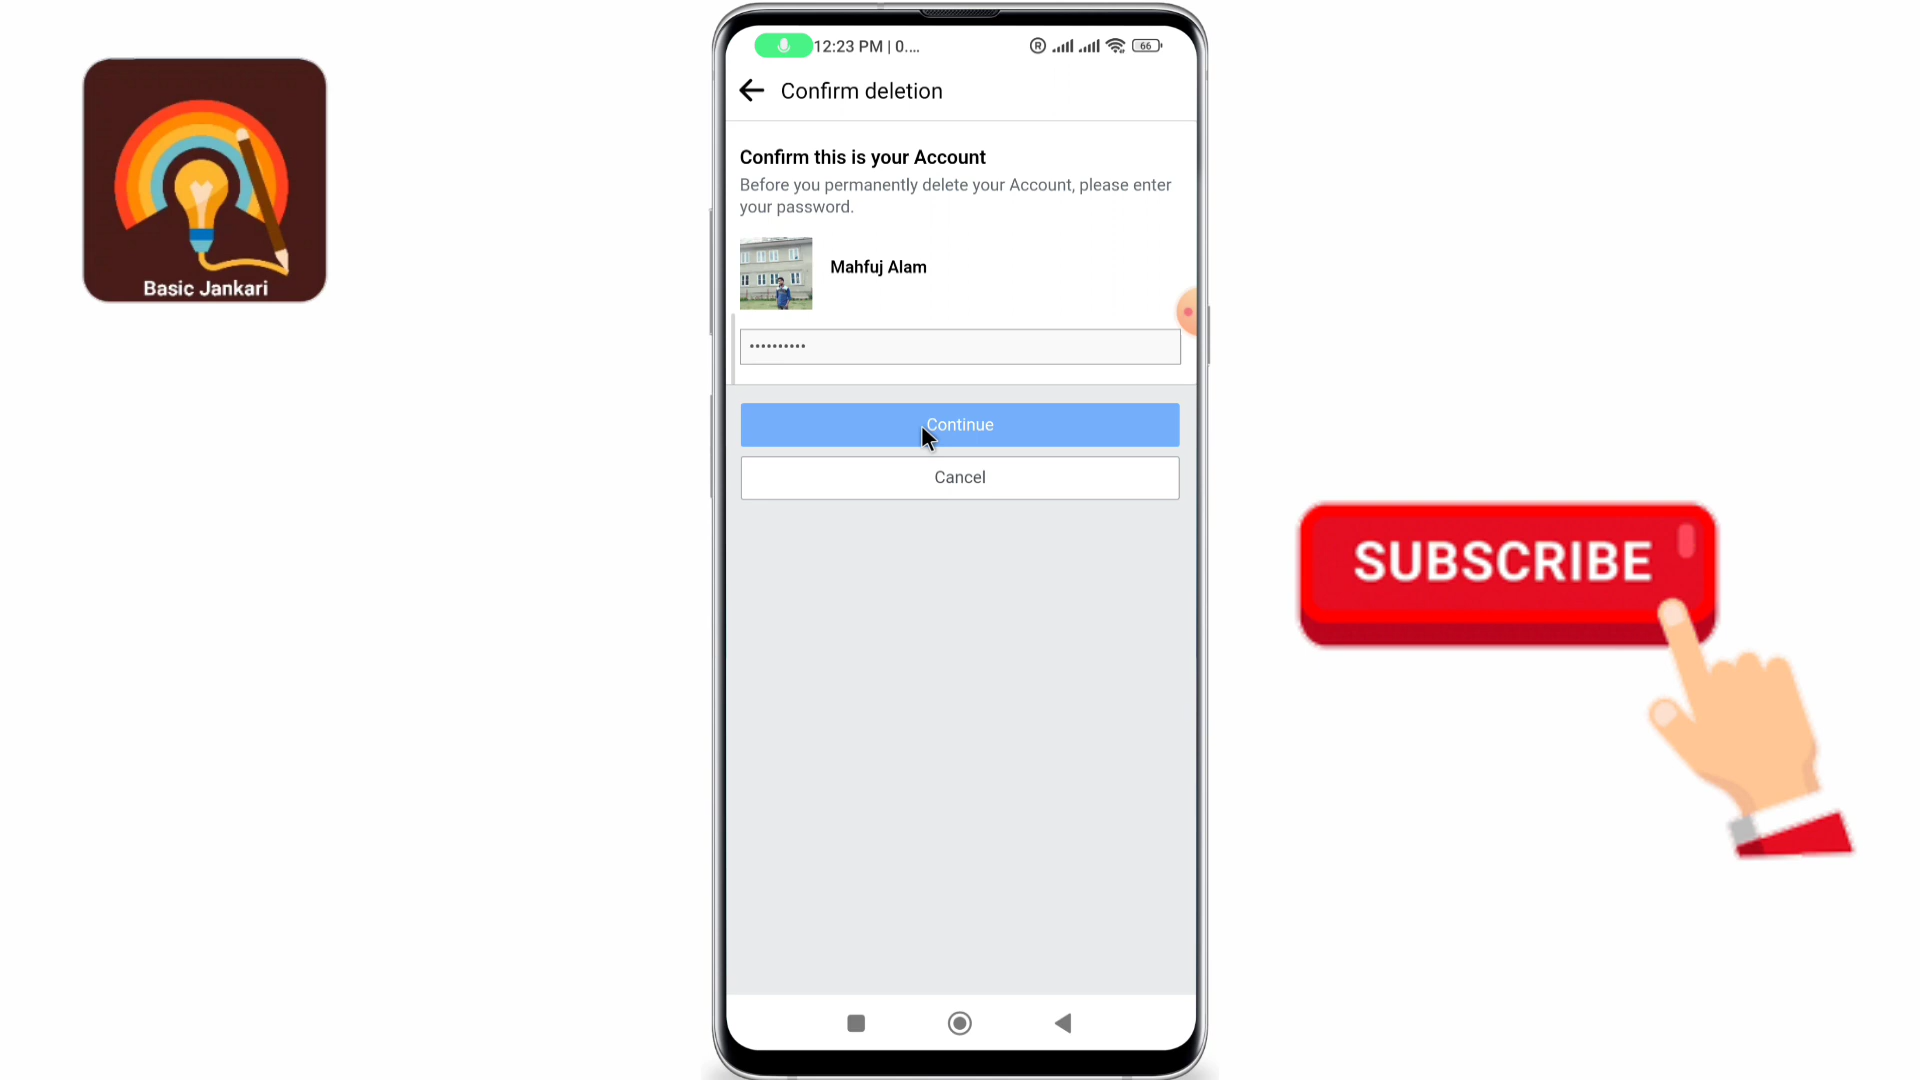 12:23 PM | 0....
R
66
Confirm deletion
Confirm this is your Account
Before you permanently delete your Account, please enter
your password.
Mahfuj Alam
••••••••••
Continue
Cancel
Basic Jankari
SUBSCRIBE